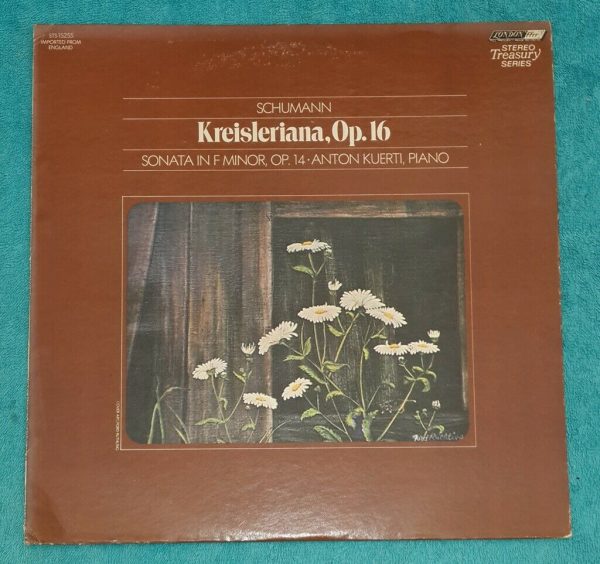 STS 15255
IMPORTED FROM
ENGLAND
LONDON ffrr
STEREO
Treasury
SERIES
SCHUMANN
Kreisleriana, Op. 16
SONATA IN F MINOR, OP. 14 · ANTON KUERTI, PIANO